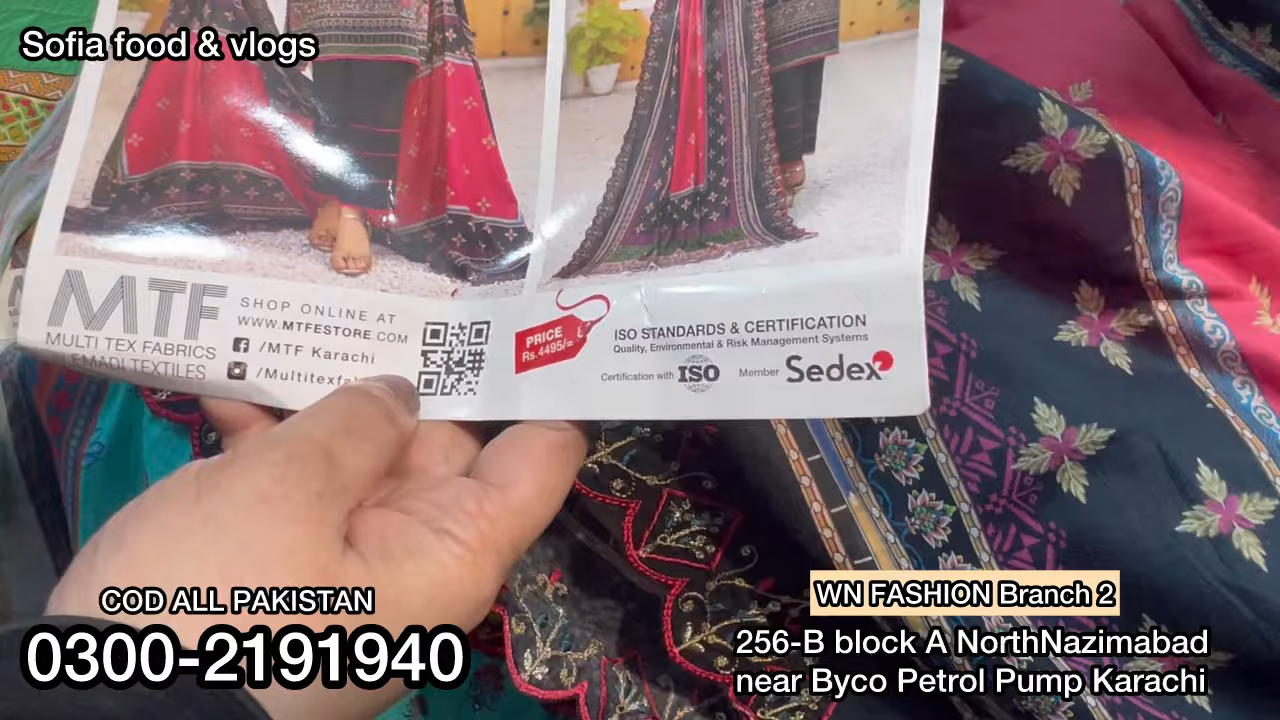 Sofia food & vlogs
MTF
MULTI TEX FABRICS
EMADI TEXTILES
SHOP ONLINE AT
WWW.MTFESTORE.COM
/MTF Karachi
PRICE
Rs.4495/=
ISO STANDARDS & CERTIFICATION
Quality, Environmental & Risk Management Systems
Certification with ISO
Member Sedex
COD ALL PAKISTAN
0300-2191940
WN FASHION Branch 2
256-B block A NorthNazimabad
near Byco Petrol Pump Karachi